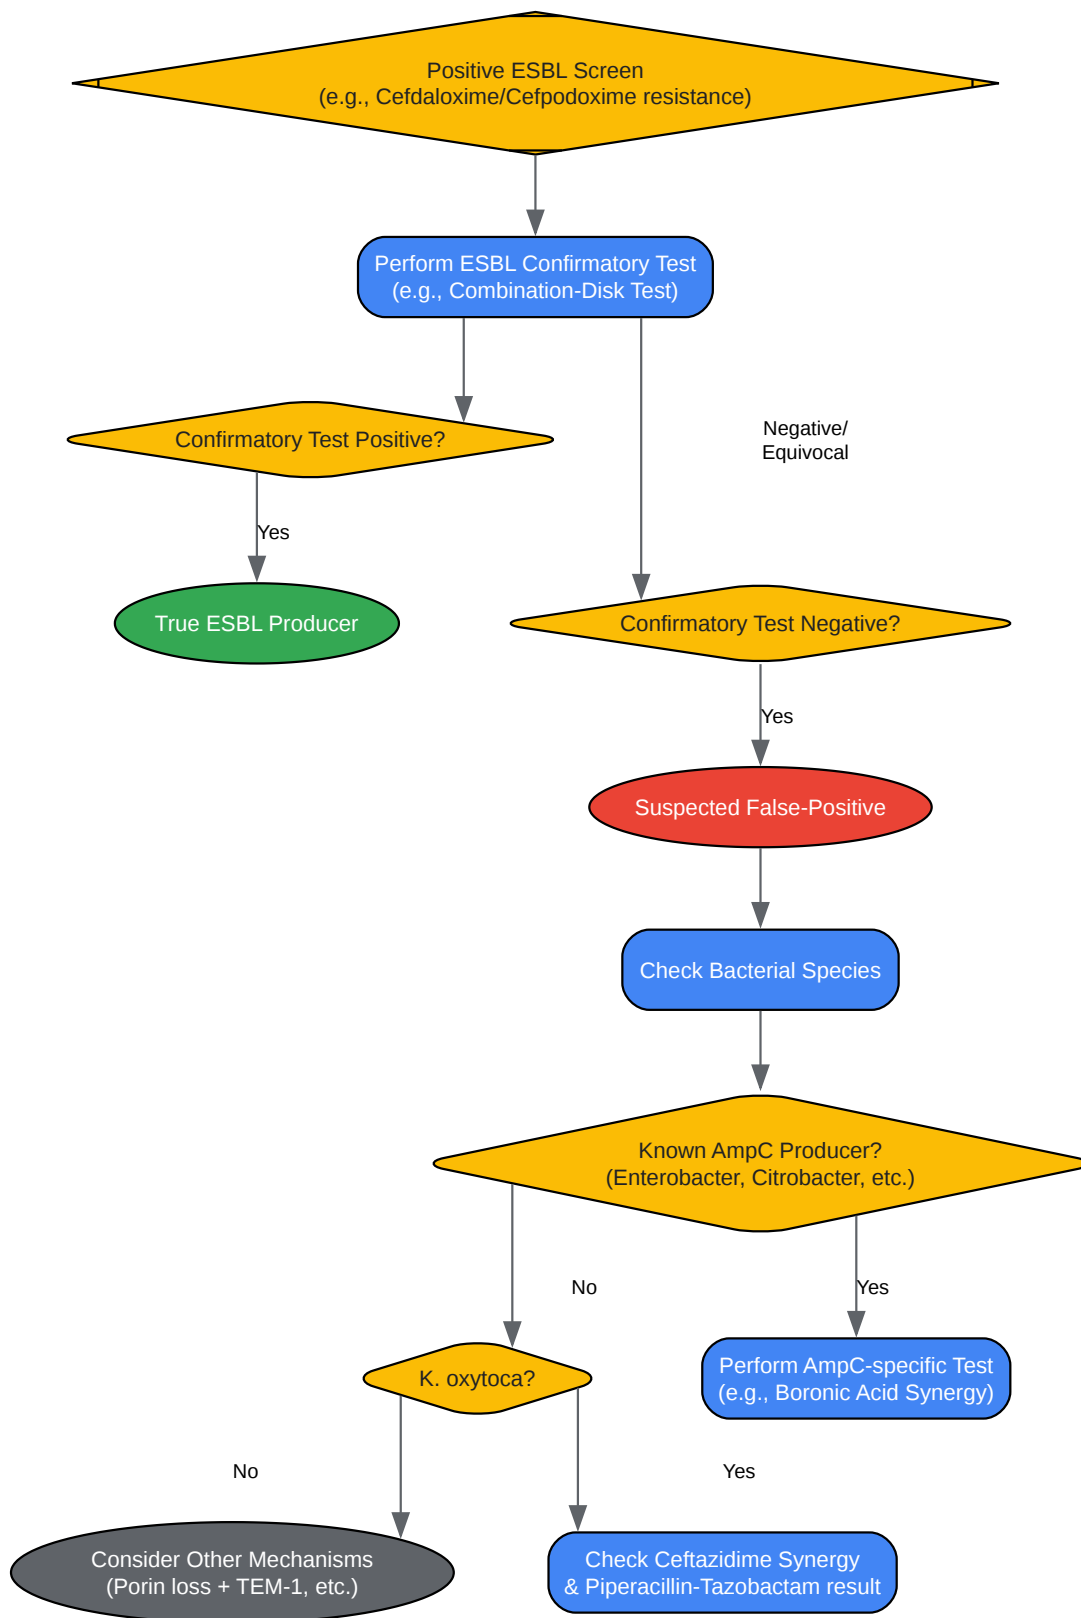 Positive ESBL Screen
(e.g., Cefdaloxime/Cefpodoxime resistance)
Perform ESBL Confirmatory Test
(e.g., Combination-Disk Test)
Confirmatory Test Positive?
Negative/
Equivocal
Yes
True ESBL Producer
Confirmatory Test Negative?
Yes
Suspected False-Positive
Check Bacterial Species
Known AmpC Producer?
(Enterobacter, Citrobacter, etc.)
No
Yes
K. oxytoca?
Perform AmpC-specific Test
(e.g., Boronic Acid Synergy)
No
Yes
Consider Other Mechanisms
(Porin loss + TEM-1, etc.)
Check Ceftazidime Synergy
& Piperacillin-Tazobactam result